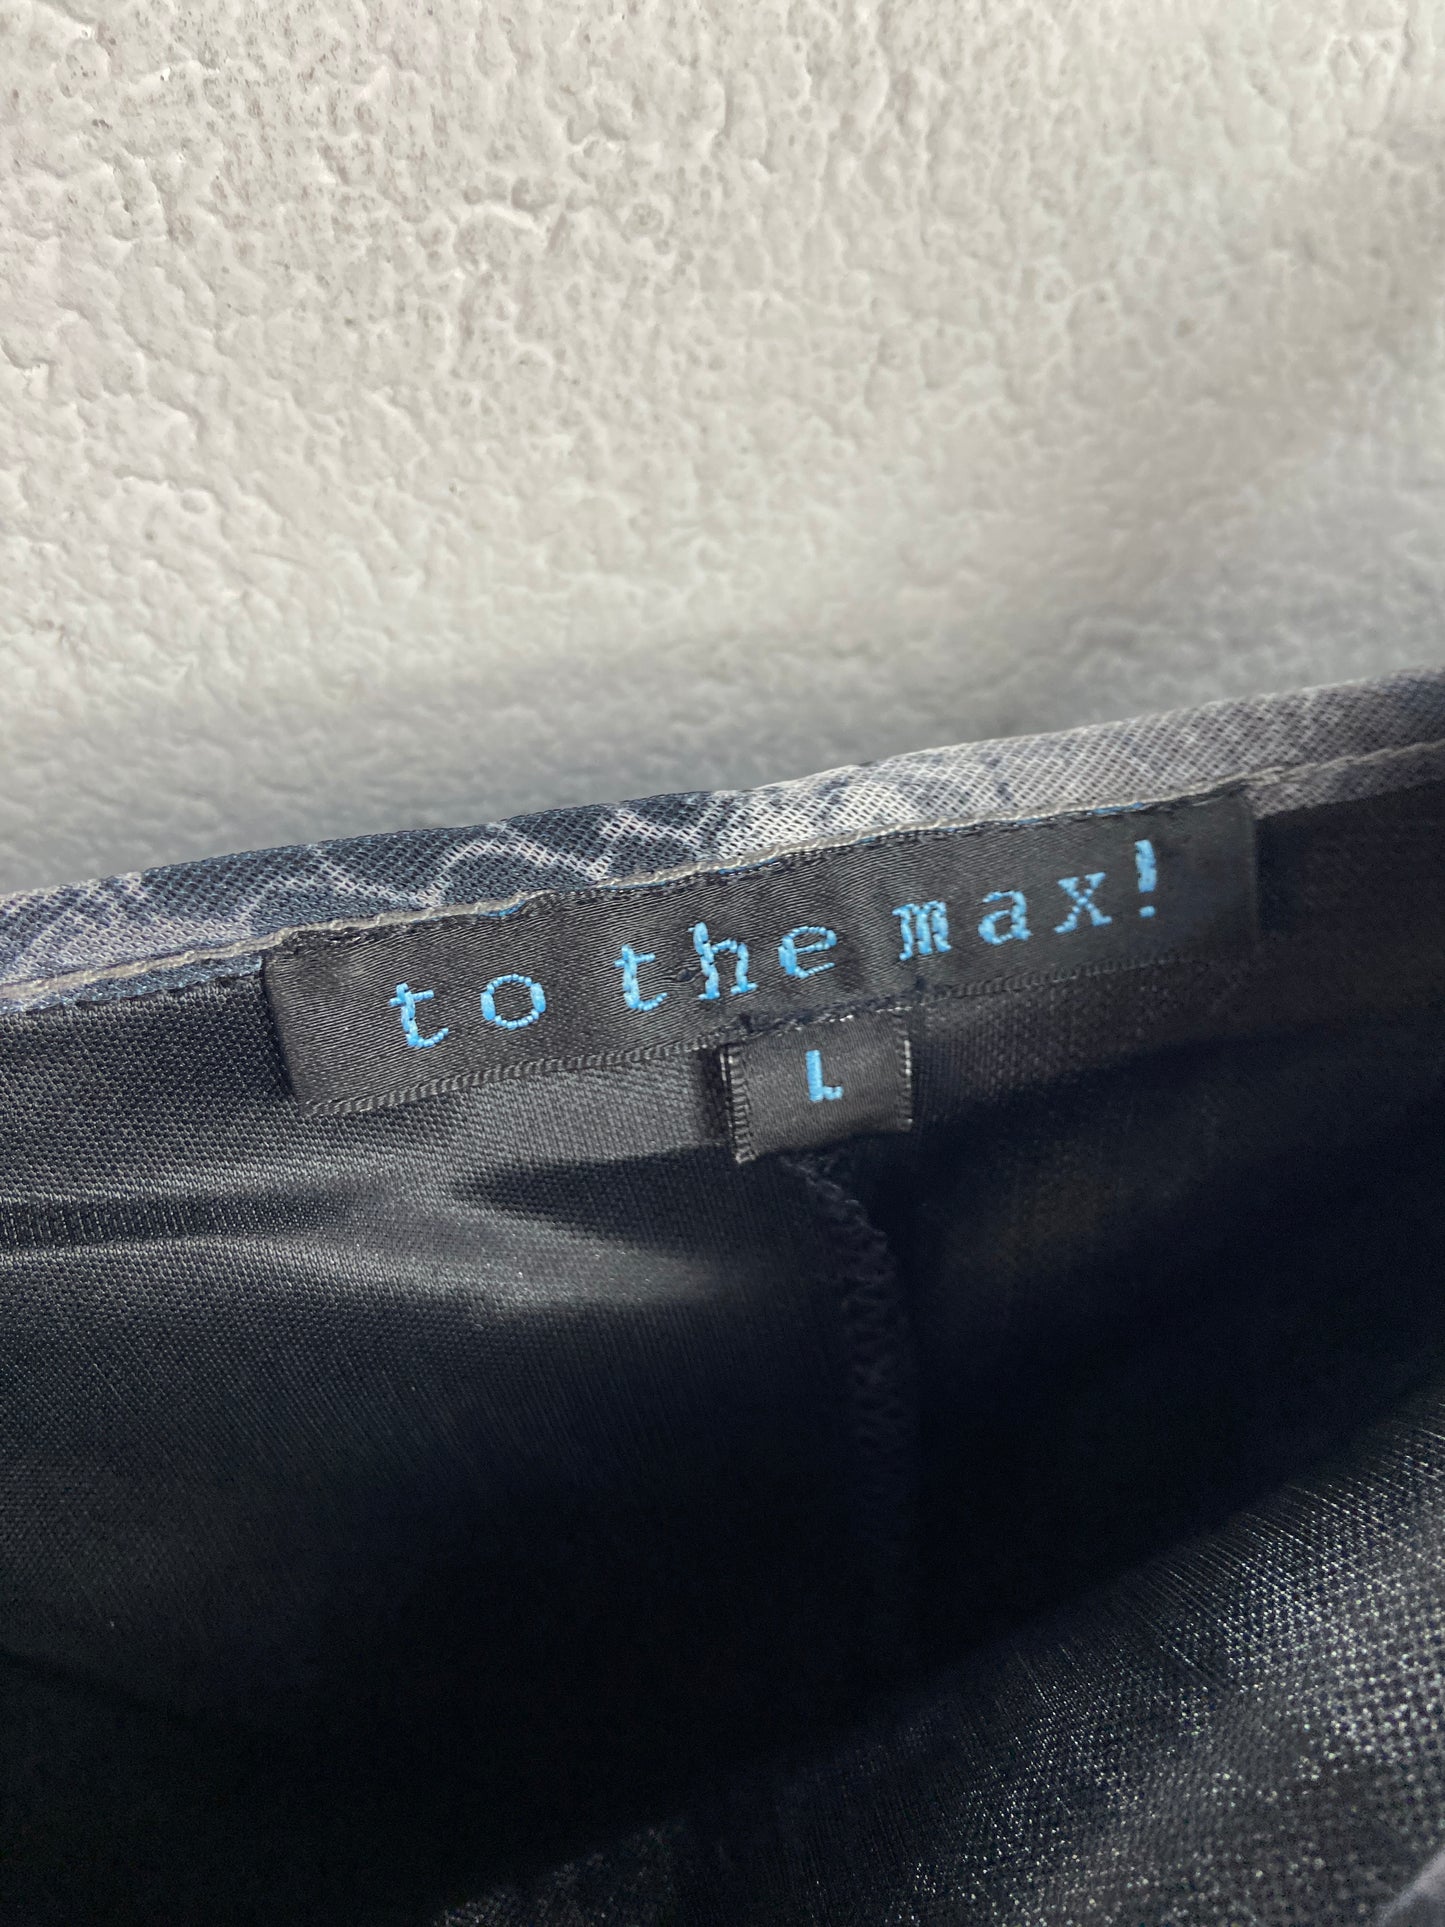 to the max!
L